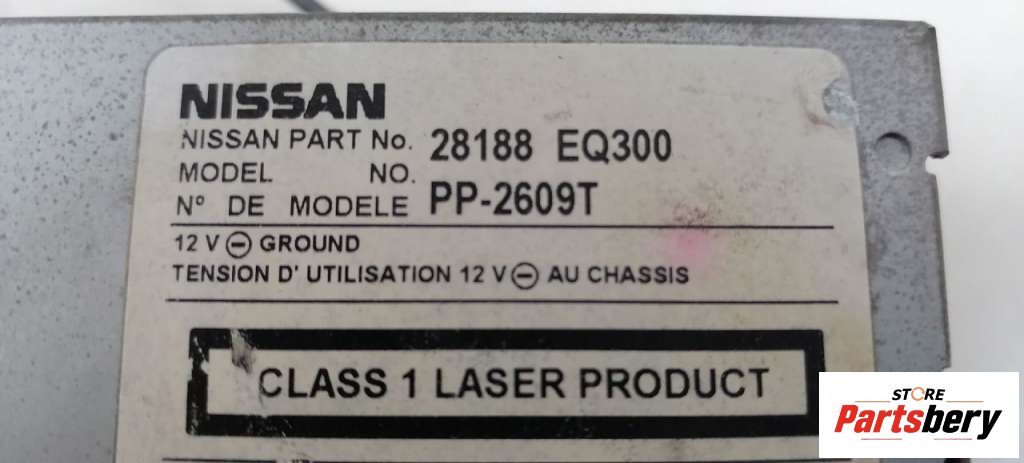 NISSAN
NISSAN PART No. 28188 EQ300
MODEL NO.
Nº DE MODELE PP-2609T
12 V ⊖ GROUND
TENSION D' UTILISATION 12 V ⊖ AU CHASSIS
CLASS 1 LASER PRODUCT
STORE
Partsbery